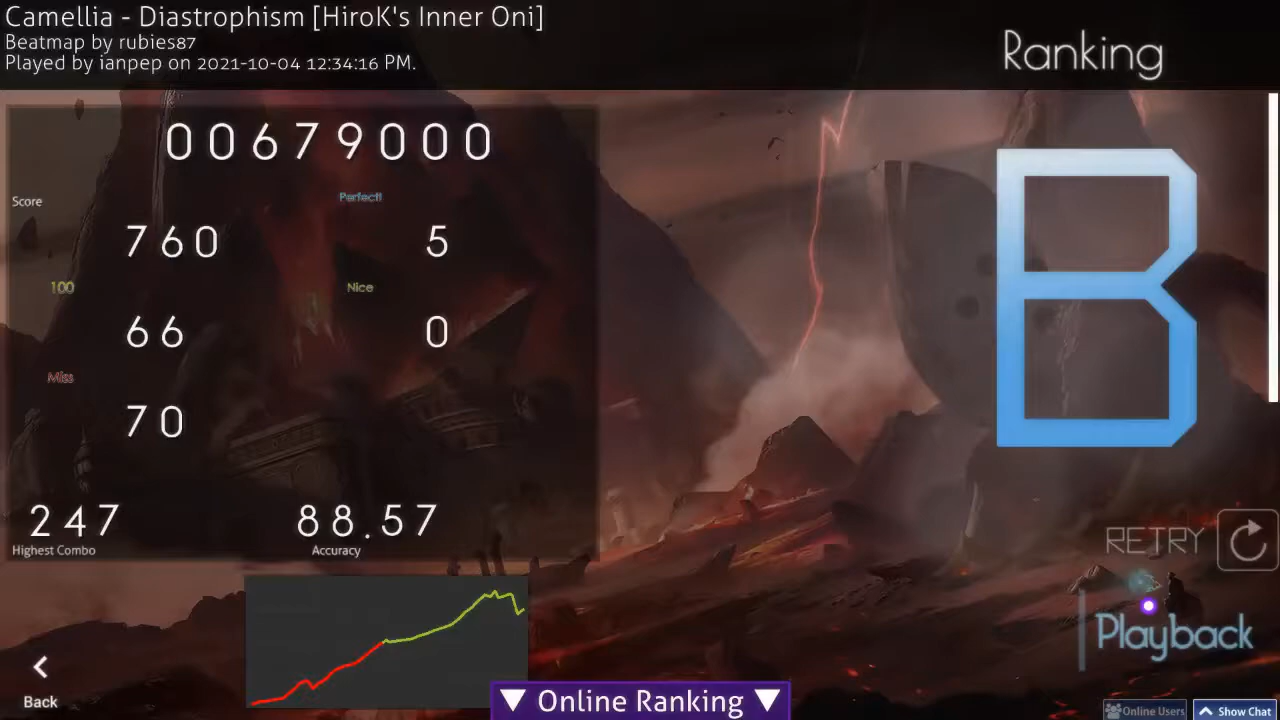 Camellia - Diastrophism [HiroK's Inner Oni]
Beatmap by rubies87
Played by ianpep on 2021-10-04 12:34:16 PM.
Ranking
00679000
Score
Perfect!
760
5
100
Nice
66
0
Miss
70
247
88.57
Highest Combo
Accuracy
B
RETRY
Playback
Back
▼ Online Ranking ▼
Online Users
Show Chat